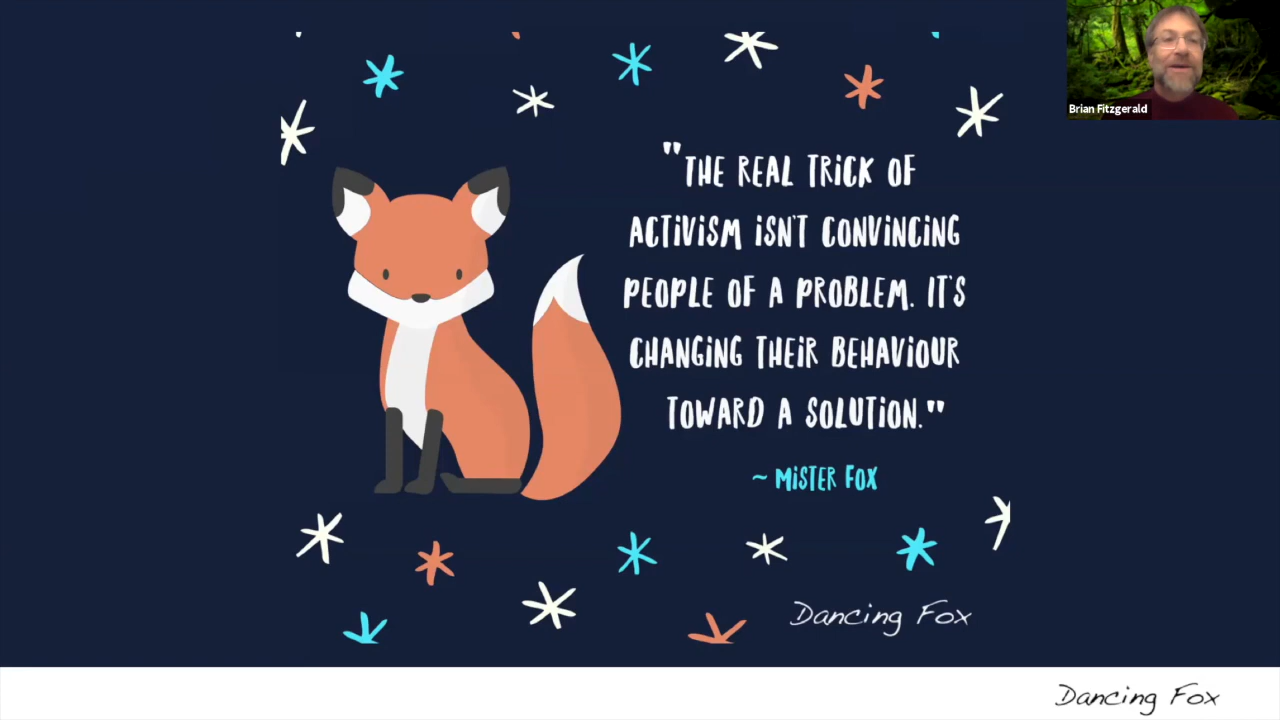 Brian Fitzgerald
"THE REAL TRICK OF
ACTIVISM ISN'T CONVINCING
PEOPLE OF A PROBLEM. IT'S
CHANGING THEIR BEHAVIOUR
TOWARD A SOLUTION."
~ MISTER FOX
Dancing Fox
Dancing Fox